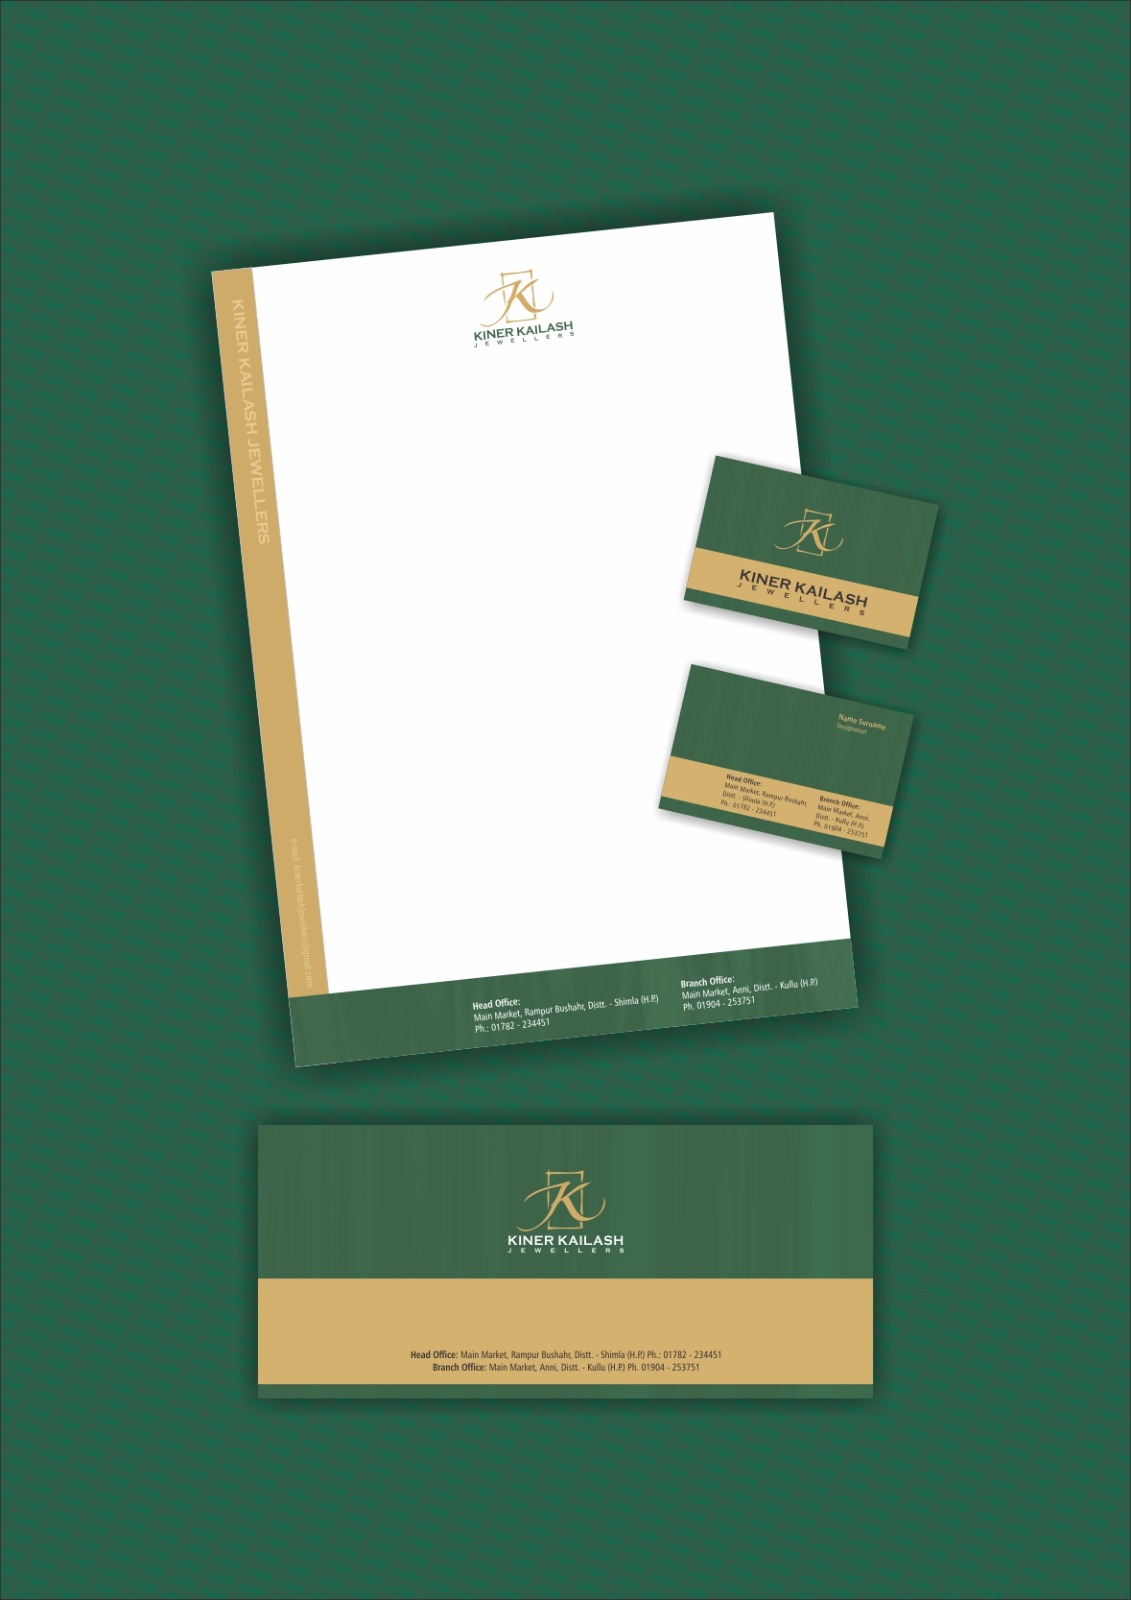 KINER KAILASH
JEWELLERS
KINER KAILASH JEWELLERS
e-mail: kinerkailashjewellers@gmail.com
Head Office:
Main Market, Rampur Bushahr, Distt. - Shimla (H.P.)
Ph.: 01782 - 234451
Branch Office:
Main Market, Anni, Distt. - Kullu (H.P.)
Ph. 01904 - 253751
K
KINER KAILASH
JEWELLERS
Name Surname
Designation
Head Office:
Main Market, Rampur Bushahr,
Distt. - Shimla (H.P.)
Ph.: 01782 - 234451
Branch Office:
Main Market, Anni,
Distt. - Kullu (H.P.)
Ph. 01904 - 253751
K
KINER KAILASH
JEWELLERS
Head Office: Main Market, Rampur Bushahr, Distt. - Shimla (H.P.) Ph.: 01782 - 234451
Branch Office: Main Market, Anni, Distt. - Kullu (H.P.) Ph. 01904 - 253751